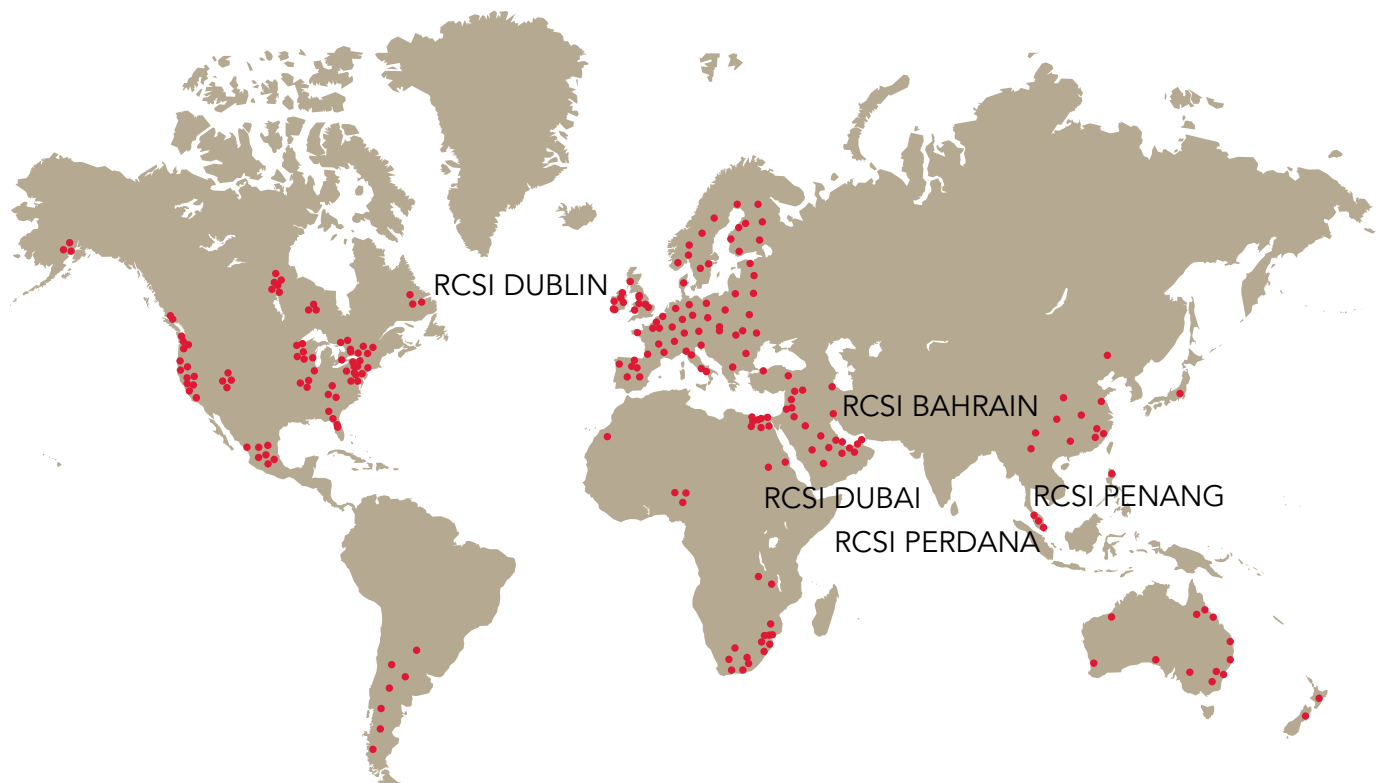 RCSI DUBLIN
RCSI BAHRAIN
RCSI DUBAI
RCSI PENANG
RCSI PERDANA